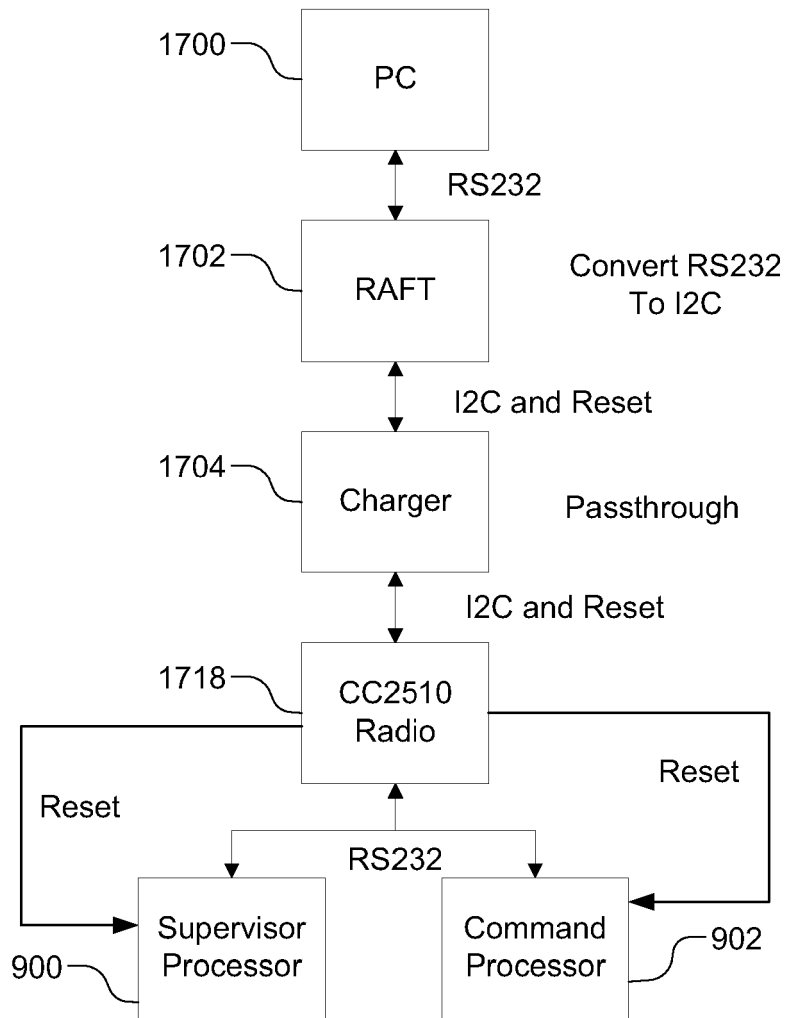 1700
PC
RS232
1702
RAFT
Convert RS232
To I2C
I2C and Reset
1704
Charger
Passthrough
I2C and Reset
1718
CC2510
Radio
Reset
Reset
RS232
Supervisor
Processor
Command
Processor
900
902